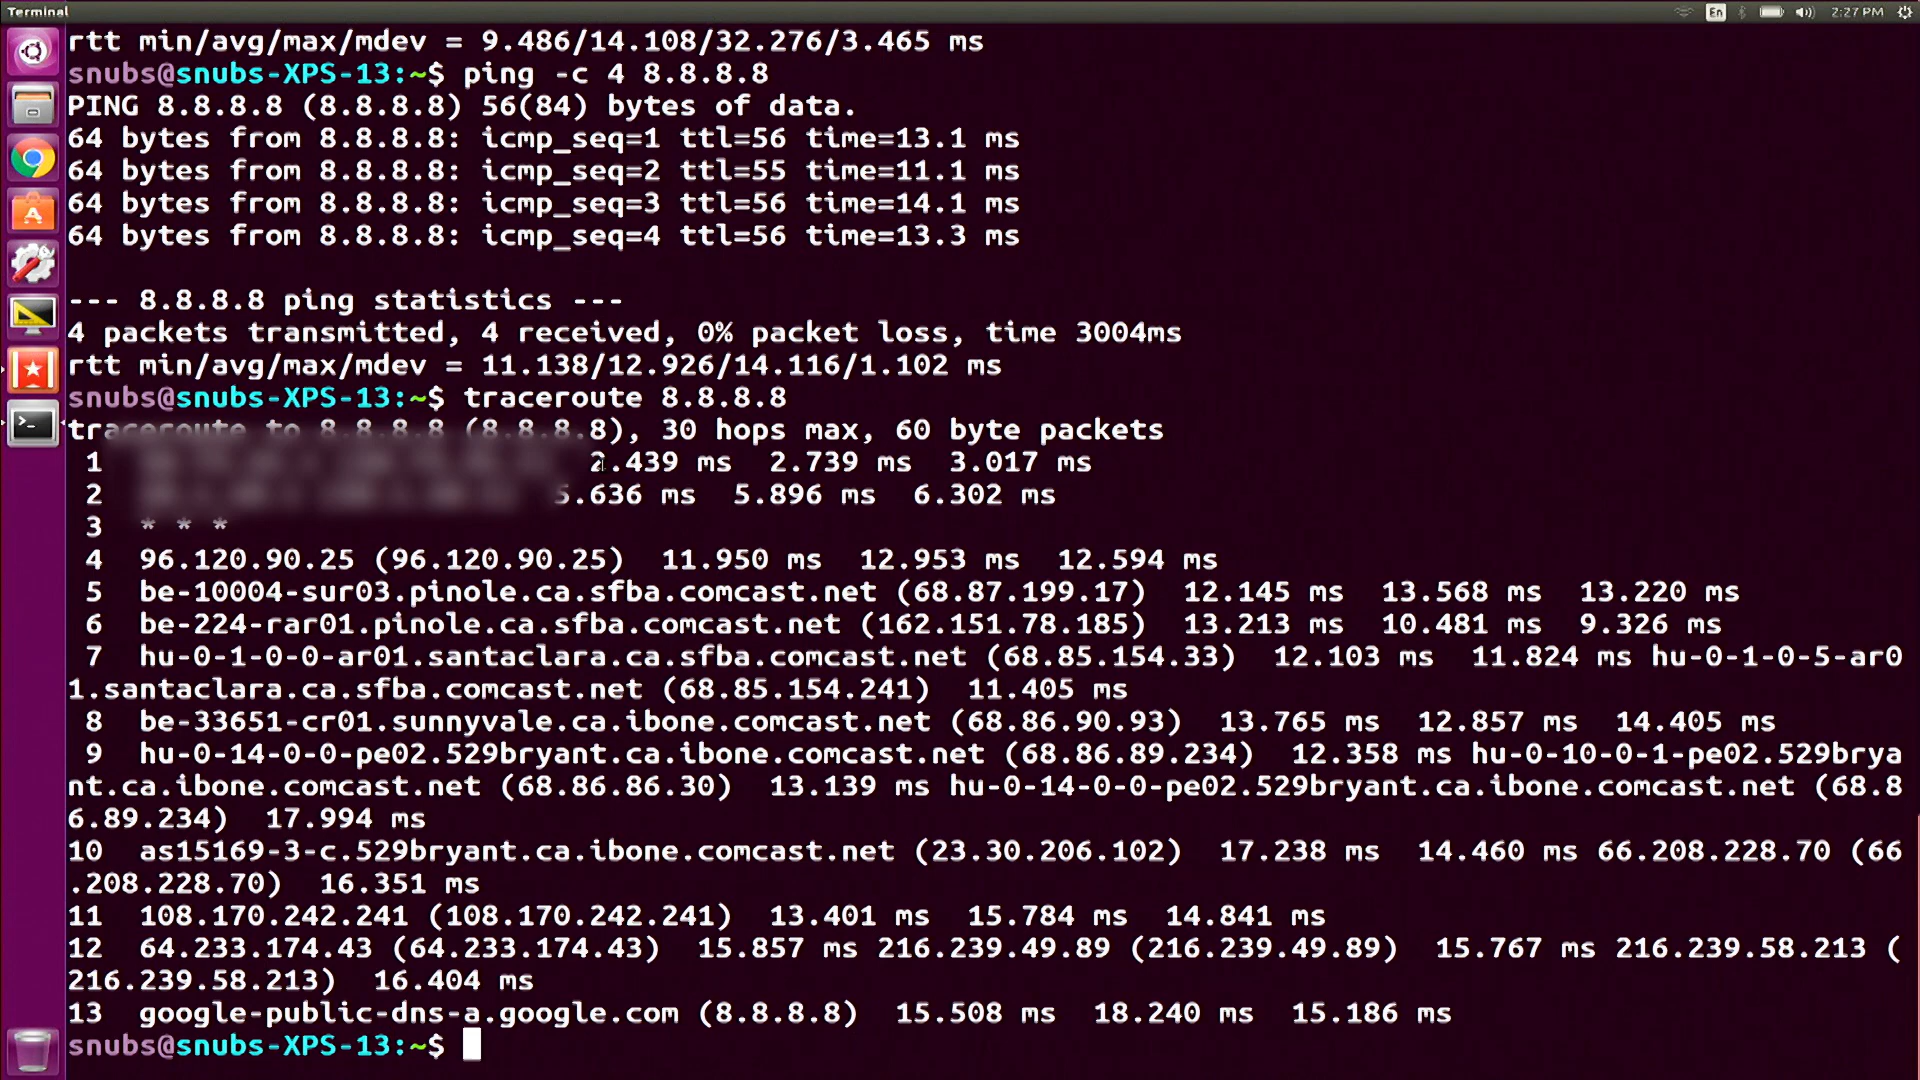 Terminal
En
2:27 PM
rtt min/avg/max/mdev = 9.486/14.108/32.276/3.465 ms
snubs@snubs-XPS-13:~$ ping -c 4 8.8.8.8
PING 8.8.8.8 (8.8.8.8) 56(84) bytes of data.
64 bytes from 8.8.8.8: icmp_seq=1 ttl=56 time=13.1 ms
64 bytes from 8.8.8.8: icmp_seq=2 ttl=55 time=11.1 ms
64 bytes from 8.8.8.8: icmp_seq=3 ttl=56 time=14.1 ms
64 bytes from 8.8.8.8: icmp_seq=4 ttl=56 time=13.3 ms
--- 8.8.8.8 ping statistics ---
4 packets transmitted, 4 received, 0% packet loss, time 3004ms
rtt min/avg/max/mdev = 11.138/12.926/14.116/1.102 ms
snubs@snubs-XPS-13:~$ traceroute 8.8.8.8
traceroute to 8.8.8.8 (8.8.8.8), 30 hops max, 60 byte packets
1 2.439 ms 2.739 ms 3.017 ms
2 5.636 ms 5.896 ms 6.302 ms
3 * * *
4 96.120.90.25 (96.120.90.25) 11.950 ms 12.953 ms 12.594 ms
5 be-10004-sur03.pinole.ca.sfba.comcast.net (68.87.199.17) 12.145 ms 13.568 ms 13.220 ms
6 be-224-rar01.pinole.ca.sfba.comcast.net (162.151.78.185) 13.213 ms 10.481 ms 9.326 ms
7 hu-0-1-0-0-ar01.santaclara.ca.sfba.comcast.net (68.85.154.33) 12.103 ms 11.824 ms hu-0-1-0-5-ar0
1.santaclara.ca.sfba.comcast.net (68.85.154.241) 11.405 ms
8 be-33651-cr01.sunnyvale.ca.ibone.comcast.net (68.86.90.93) 13.765 ms 12.857 ms 14.405 ms
9 hu-0-14-0-0-pe02.529bryant.ca.ibone.comcast.net (68.86.89.234) 12.358 ms hu-0-10-0-1-pe02.529brya
nt.ca.ibone.comcast.net (68.86.86.30) 13.139 ms hu-0-14-0-0-pe02.529bryant.ca.ibone.comcast.net (68.8
6.89.234) 17.994 ms
10 as15169-3-c.529bryant.ca.ibone.comcast.net (23.30.206.102) 17.238 ms 14.460 ms 66.208.228.70 (66
.208.228.70) 16.351 ms
11 108.170.242.241 (108.170.242.241) 13.401 ms 15.784 ms 14.841 ms
12 64.233.174.43 (64.233.174.43) 15.857 ms 216.239.49.89 (216.239.49.89) 15.767 ms 216.239.58.213 (
216.239.58.213) 16.404 ms
13 google-public-dns-a.google.com (8.8.8.8) 15.508 ms 18.240 ms 15.186 ms
snubs@snubs-XPS-13:~$